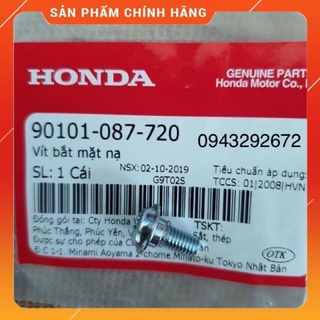 SẢN PHẨM CHÍNH HÃNG
HONDA
GENUINE PARTS
Honda Motor Co.,
90101-087-720
0943292672
Vít bắt mặt nạ
SL: 1 Cái
NSX: 02-10-2019
G9T02S
Tiêu chuẩn áp dụng:
TCCS: 01|2008|HVN
Đóng gói tại: Cty Honda
Phúc Thắng, Phúc Yên,
TSKT:
Sắt, thép
Được sự cho phép của
Đ.C 1-1, Minami Aoyama 2-chome, Minato-ku Tokyo Nhật Bản
OTK